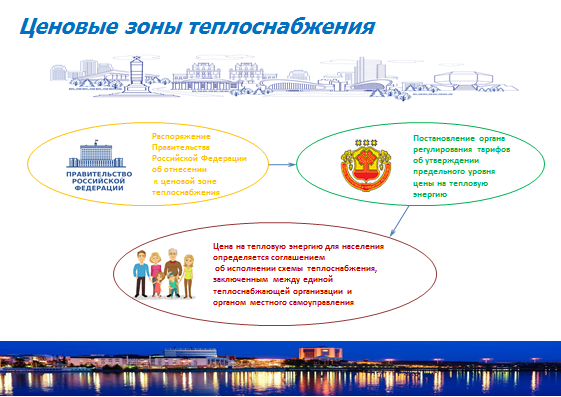 Ценовые зоны теплоснабжения
Распоряжение
Правительства
Российской Федерации
об отнесении
к ценовой зоне
теплоснабжения
ПРАВИТЕЛЬСТВО
РОССИЙСКОЙ
ФЕДЕРАЦИИ
Постановление органа
регулирования тарифов
об утверждении
предельного уровня
цены на тепловую
энергию
Цена на тепловую энергию для населения
определяется соглашением
об исполнении схемы теплоснабжения,
заключенным между единой
теплоснабжающей организации и
органом местного самоуправления